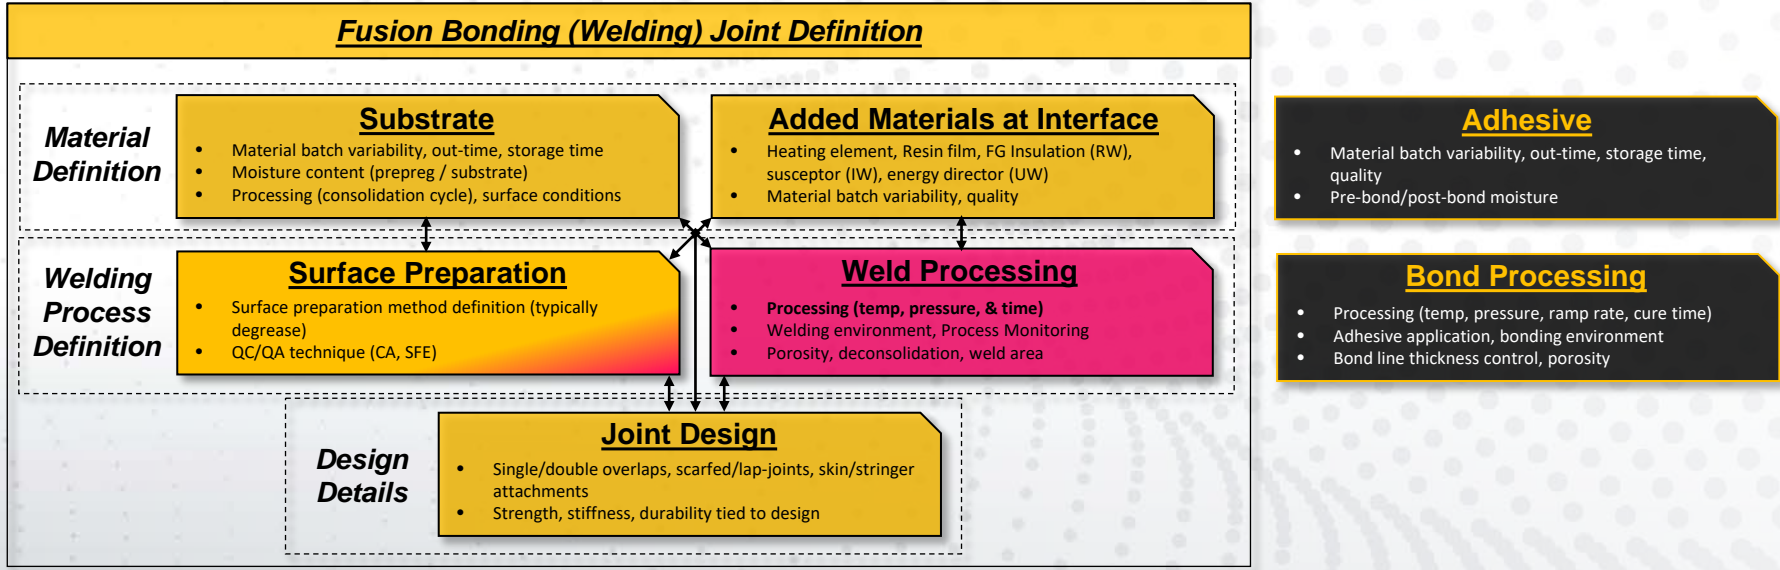 Fusion Bonding (Welding) Joint Definition
Material
Definition
Substrate
• Material batch variability, out-time, storage time
• Moisture content (prepreg / substrate)
• Processing (consolidation cycle), surface conditions
Added Materials at Interface
• Heating element, Resin film, FG Insulation (RW),
susceptor (IW), energy director (UW)
• Material batch variability, quality
Welding
Process
Definition
Surface Preparation
• Surface preparation method definition (typically
degrease)
• QC/QA technique (CA, SFE)
Weld Processing
• Processing (temp, pressure, & time)
• Welding environment, Process Monitoring
• Porosity, deconsolidation, weld area
Design
Details
Joint Design
• Single/double overlaps, scarfed/lap-joints, skin/stringer
attachments
• Strength, stiffness, durability tied to design
Adhesive
• Material batch variability, out-time, storage time,
quality
• Pre-bond/post-bond moisture
Bond Processing
• Processing (temp, pressure, ramp rate, cure time)
• Adhesive application, bonding environment
• Bond line thickness control, porosity